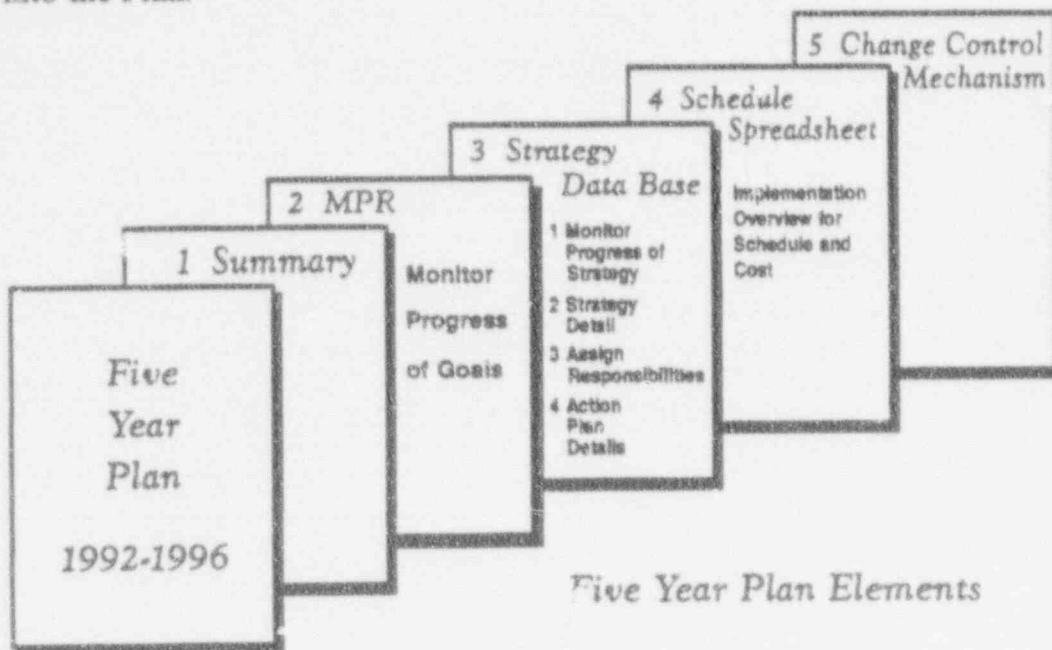 5 Change Control
Mechanism
4 Schedule
Spreadsheet
Implementation
Overview for
Schedule and
Cost
3 Strategy
Data Base
1 Monitor
Progress of
Strategy
2 Strategy
Detail
3 Assign
Responsibilities
4 Action
Plan
Details
2 MPR
Monitor
Progress
of Goals
1 Summary
Five
Year
Plan
1992-1996
Five Year Plan Elements